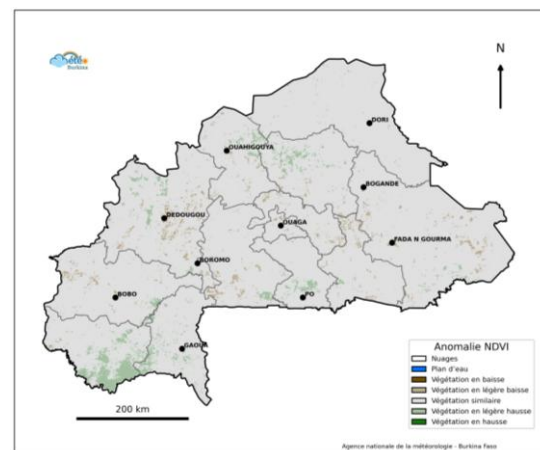 météo
Burkina
N
DORI
OUAHIGOUYA
BOGANDE
DEDOUGOU
OUAGA
FADA N GOURMA
BOROMO
BOBO
PO
GAOUA
200 km
Anomalie NDVI
Nuages
Plan d'eau
Végétation en baisse
Végétation en légère baisse
Végétation similaire
Végétation en légère hausse
Végétation en hausse
Agence nationale de la météorologie - Burkina Faso